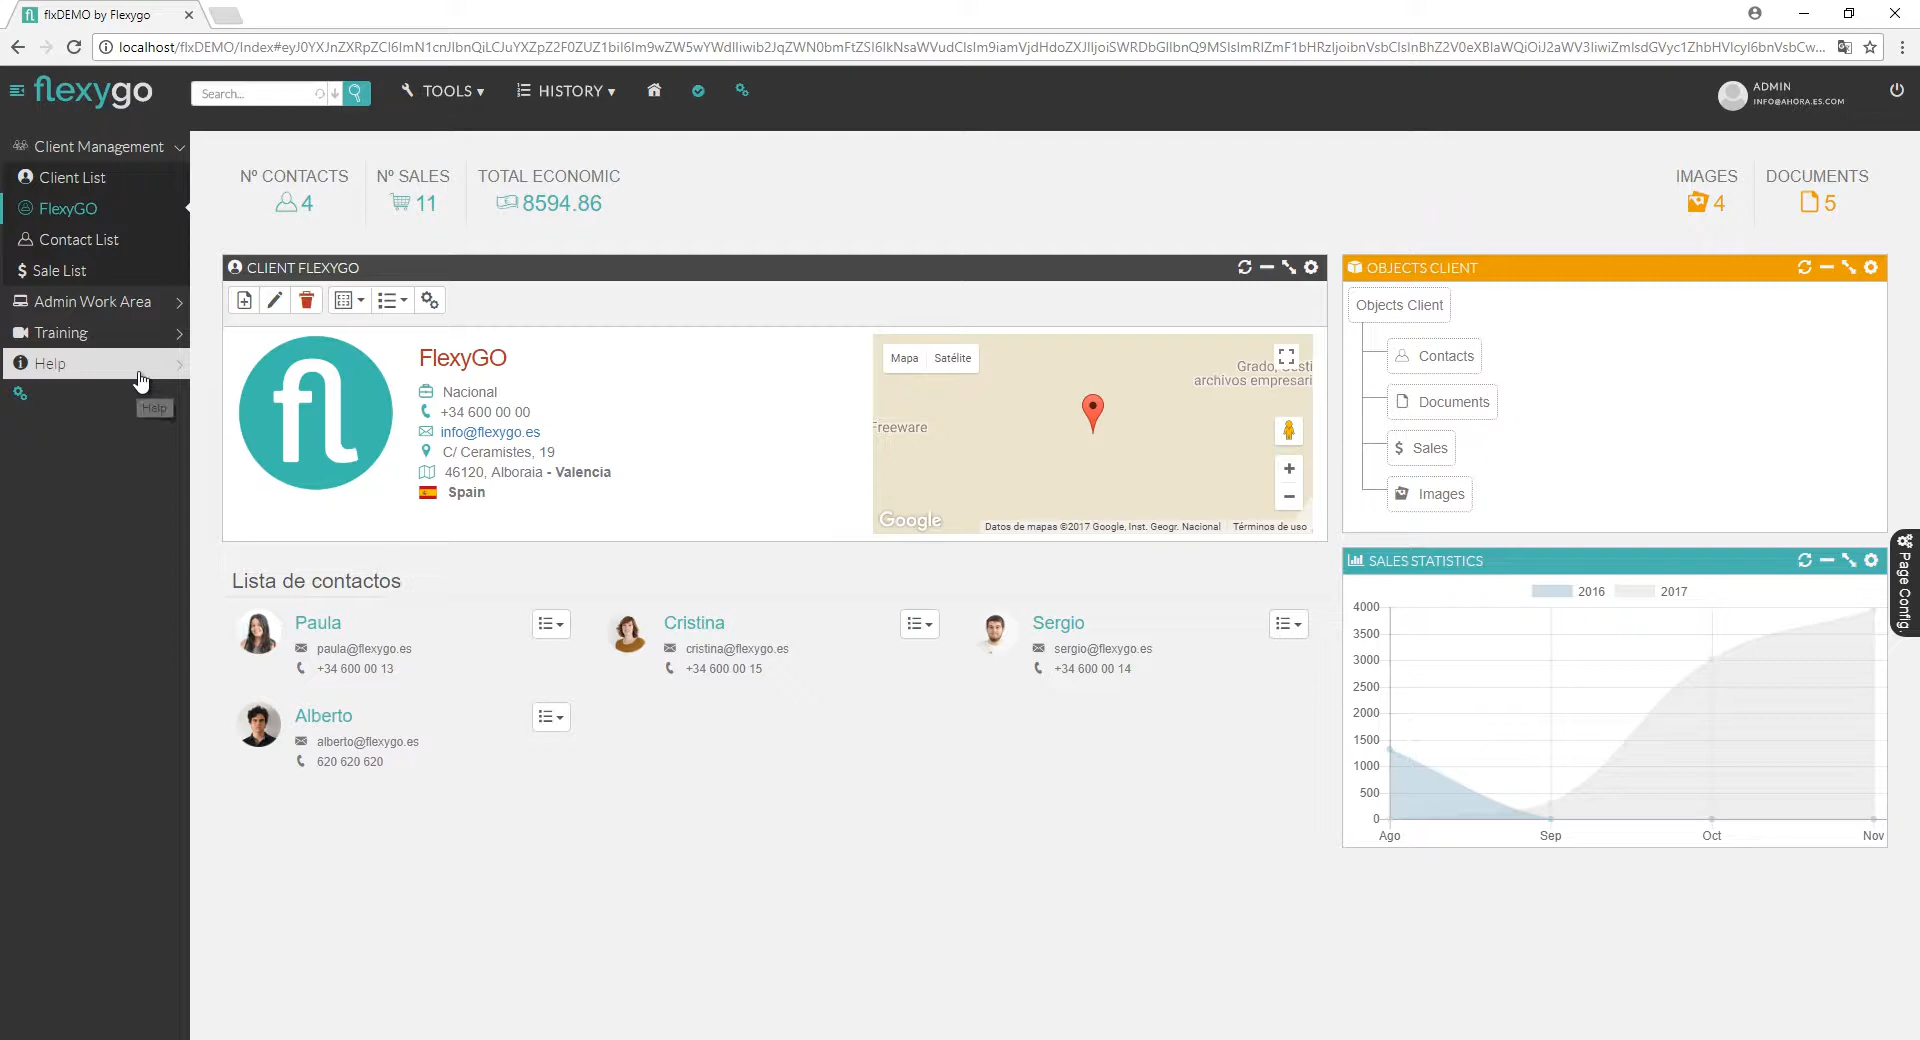 flxDEMO by Flexygo
flexygo
Search...
TOOLS
HISTORY
ADMIN
INFO@AHORA.ES.COM
Client Management
Client List
FlexyGO
Contact List
Sale List
Admin Work Area
Training
Help
Help
Nº CONTACTS
4
Nº SALES
11
TOTAL ECONOMIC
8594.86
IMAGES
4
DOCUMENTS
5
CLIENT FLEXYGO
fl
FlexyGO
Nacional
+34 600 00 00
info@flexygo.es
C/ Ceramistes, 19
46120, Alboraia - Valencia
Spain
Mapa Satélite
archivos empresari
Freeware
Google
Datos de mapas ©2017 Google, Inst. Geogr. Nacional Términos de uso
OBJECTS CLIENT
Objects Client
Contacts
Documents
Sales
Images
Lista de contactos
Paula
paula@flexygo.es
+34 600 00 13
Cristina
cristina@flexygo.es
+34 600 00 15
Sergio
sergio@flexygo.es
+34 600 00 14
Alberto
alberto@flexygo.es
620 620 620
SALES STATISTICS
2016 2017
4000
3500
3000
2500
2000
1500
1000
500
0
Ago Sep Oct Nov
Page Config.